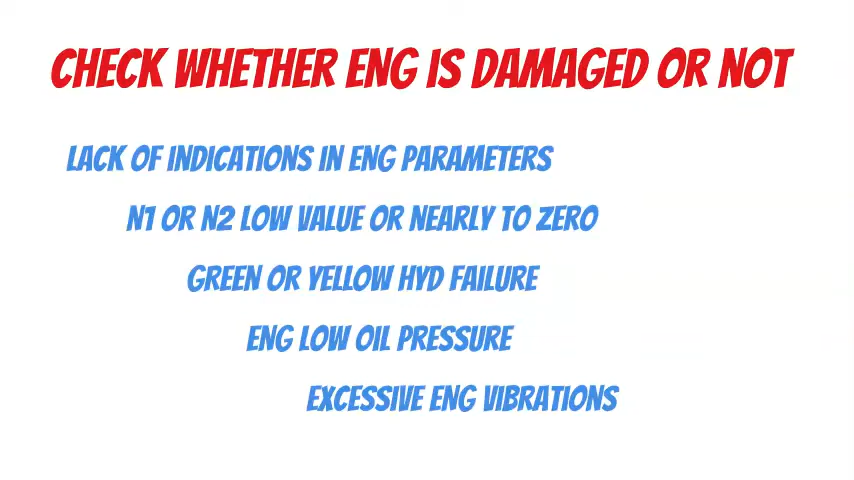 CHECK WHETHER ENG IS DAMAGED OR NOT
LACK OF INDICATIONS IN ENG PARAMETERS
N1 OR N2 LOW VALUE OR NEARLY TO ZERO
GREEN OR YELLOW HYD FAILURE
ENG LOW OIL PRESSURE
EXCESSIVE ENG VIBRATIONS